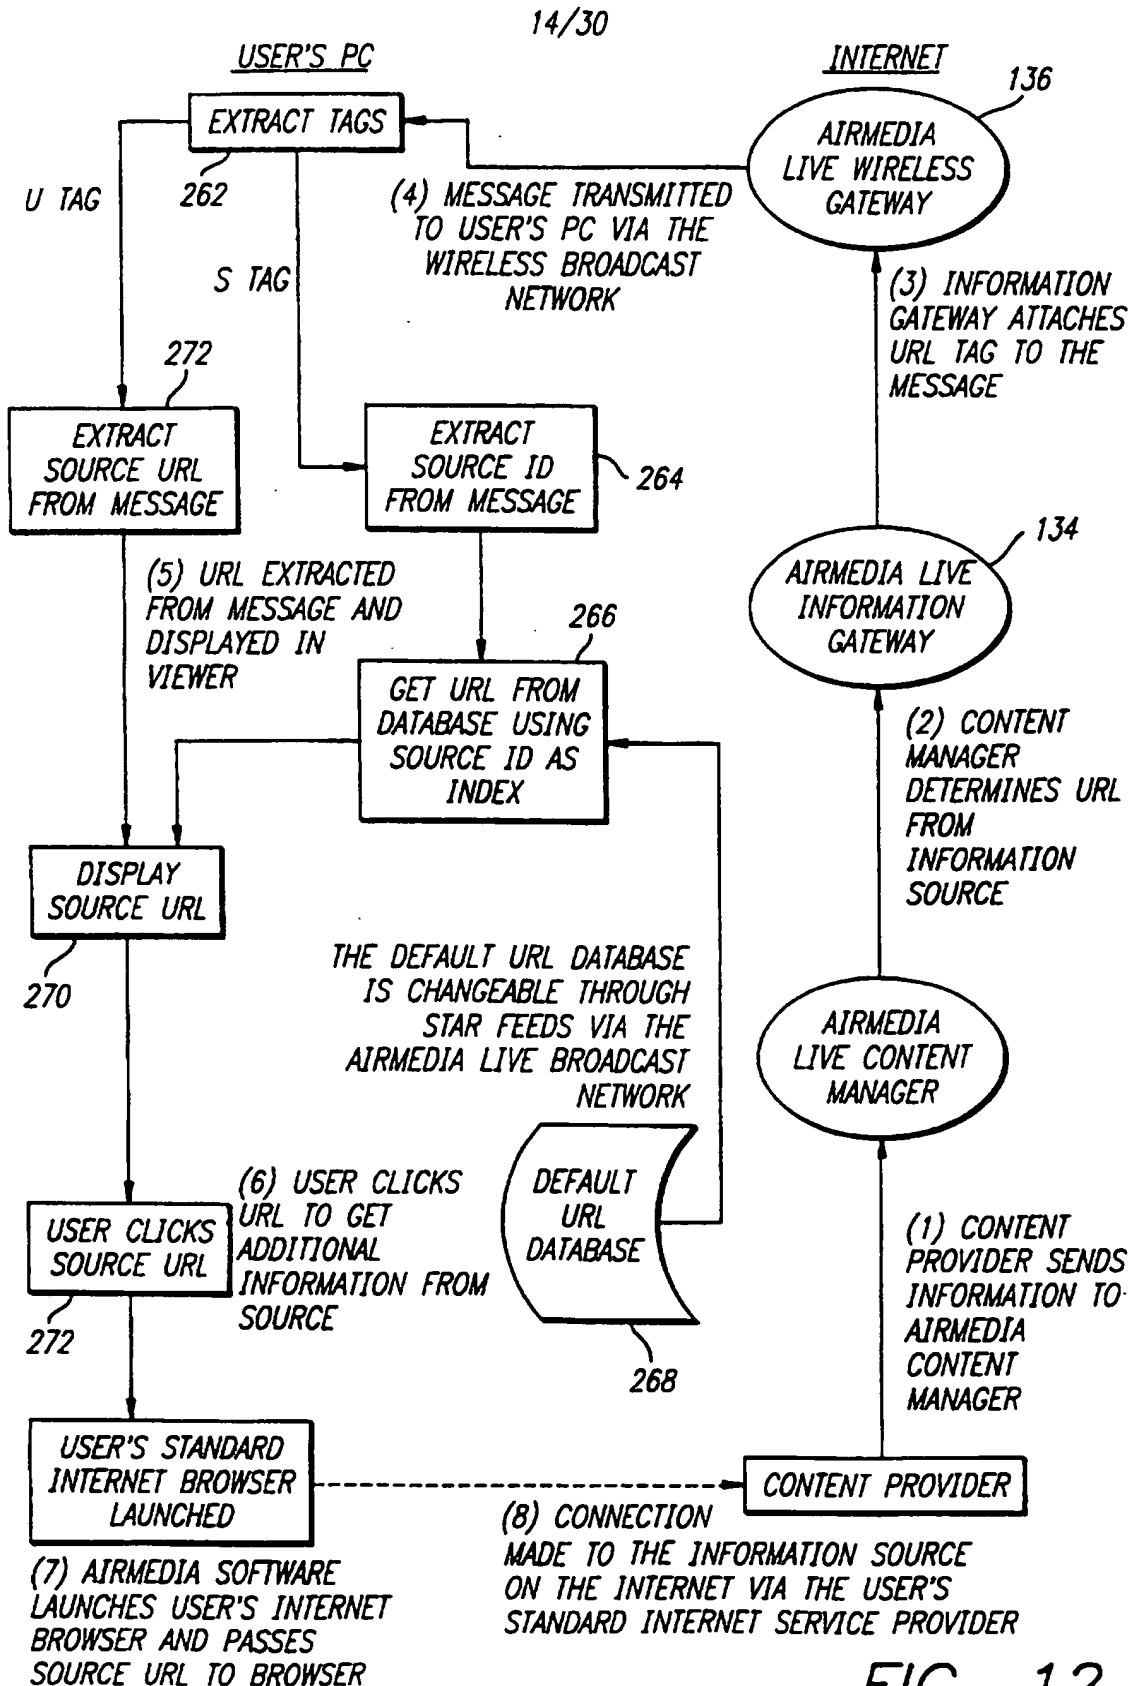 14/30
USER'S PC
INTERNET
136
EXTRACT TAGS
262
AIRMEDIA
LIVE WIRELESS
GATEWAY
U TAG
S TAG
(4) MESSAGE TRANSMITTED
TO USER'S PC VIA THE
WIRELESS BROADCAST
NETWORK
(3) INFORMATION
GATEWAY ATTACHES
URL TAG TO THE
MESSAGE
272
EXTRACT
SOURCE URL
FROM MESSAGE
EXTRACT
SOURCE ID
FROM MESSAGE
264
134
AIRMEDIA LIVE
INFORMATION
GATEWAY
(5) URL EXTRACTED
FROM MESSAGE AND
DISPLAYED IN
VIEWER
266
GET URL FROM
DATABASE USING
SOURCE ID AS
INDEX
(2) CONTENT
MANAGER
DETERMINES URL
FROM
INFORMATION
SOURCE
DISPLAY
SOURCE URL
270
THE DEFAULT URL DATABASE
IS CHANGEABLE THROUGH
STAR FEEDS VIA THE
AIRMEDIA LIVE BROADCAST
NETWORK
AIRMEDIA
LIVE CONTENT
MANAGER
DEFAULT
URL
DATABASE
268
(6) USER CLICKS
URL TO GET
ADDITIONAL
INFORMATION FROM
SOURCE
USER CLICKS
SOURCE URL
272
(1) CONTENT
PROVIDER SENDS
INFORMATION TO
AIRMEDIA
CONTENT
MANAGER
USER'S STANDARD
INTERNET BROWSER
LAUNCHED
CONTENT PROVIDER
(7) AIRMEDIA SOFTWARE
LAUNCHES USER'S INTERNET
BROWSER AND PASSES
SOURCE URL TO BROWSER
(8) CONNECTION
MADE TO THE INFORMATION SOURCE
ON THE INTERNET VIA THE USER'S
STANDARD INTERNET SERVICE PROVIDER
FIG. 12